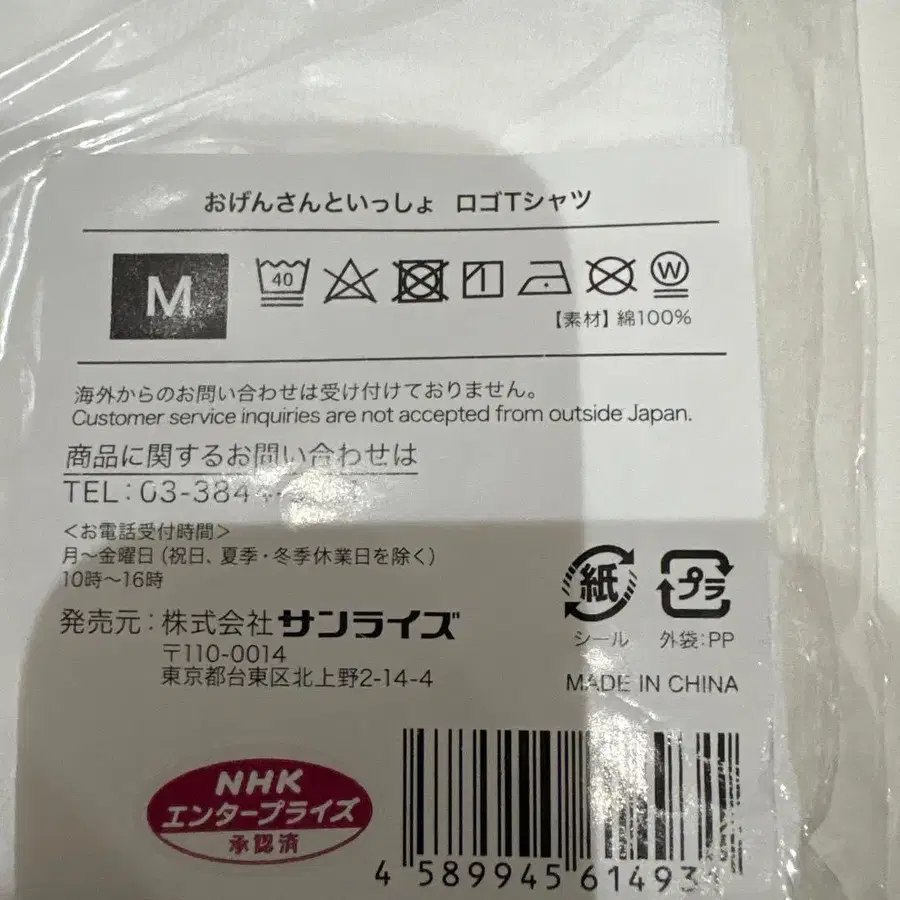 おげんさんといっしょ ロゴTシャツ
M
40
W
【素材】綿100%
海外からのお問い合わせは受け付けておりません。
Customer service inquiries are not accepted from outside Japan.
商品に関するお問い合わせは
TEL:03-384
<お電話受付時間>
月〜金曜日(祝日、夏季・冬季休業日を除く)
10時〜16時
発売元:株式会社サンライズ
〒110-0014
東京都台東区北上野2-14-4
紙
シール
プラ
外袋:PP
MADE IN CHINA
NHK
エンタープライズ
承認済
4 589945 61493